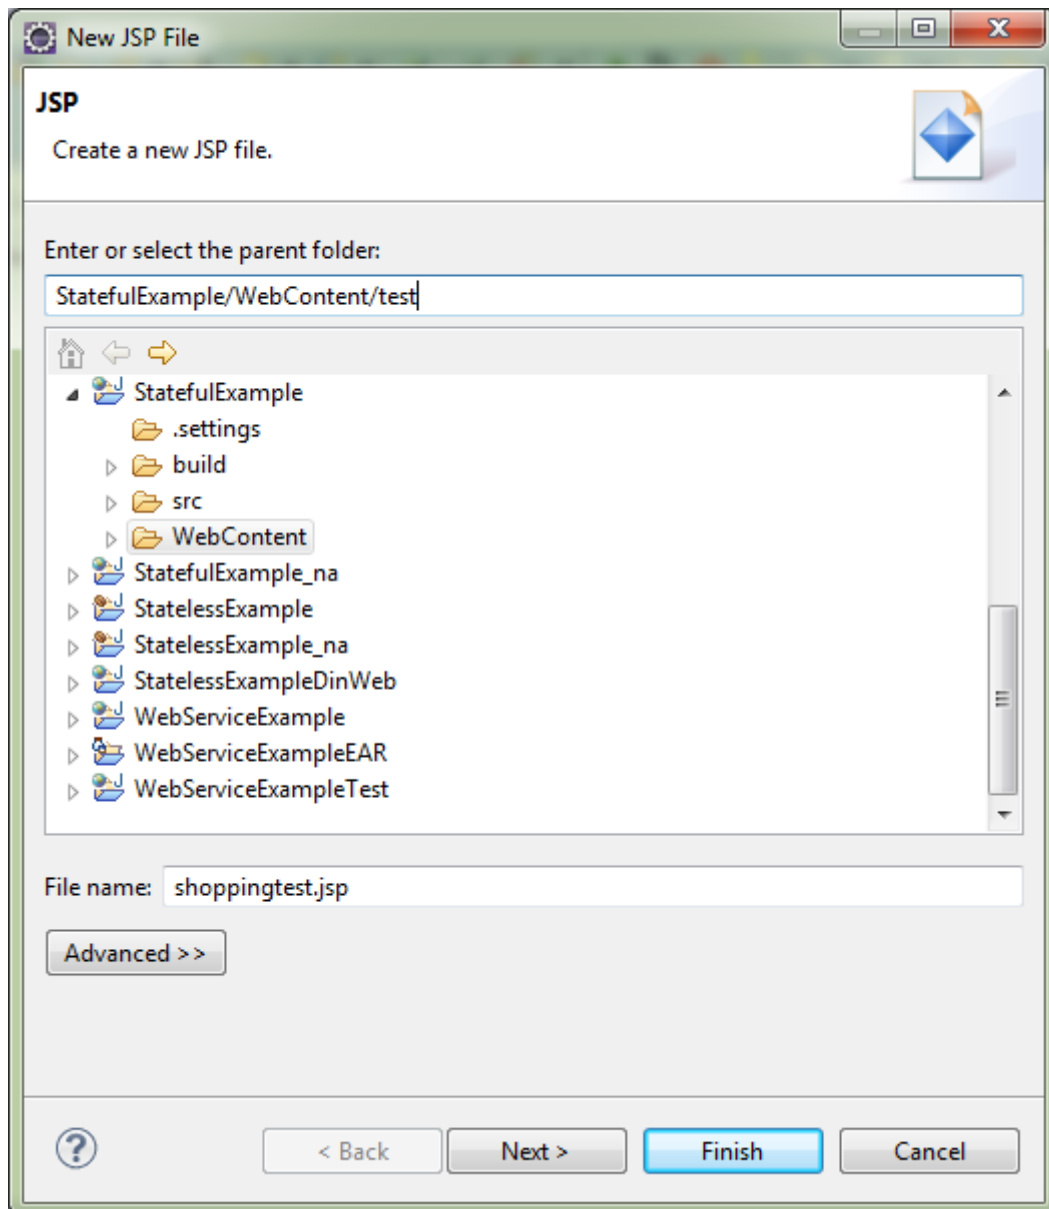 New JSP File
JSP
Create a new JSP file.
Enter or select the parent folder:
StatefulExample/WebContent/test
StatefulExample
.settings
build
src
WebContent
StatefulExample_na
StatelessExample
StatelessExample_na
StatelessExampleDinWeb
WebServiceExample
WebServiceExampleEAR
WebServiceExampleTest
File name: shoppingtest.jsp
Advanced >>
< Back Next > Finish Cancel